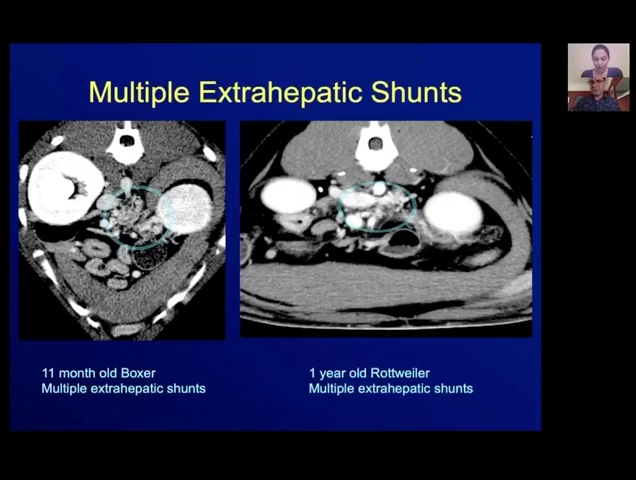 Multiple Extrahepatic Shunts
11 month old Boxer
Multiple extrahepatic shunts
1 year old Rottweiler
Multiple extrahepatic shunts